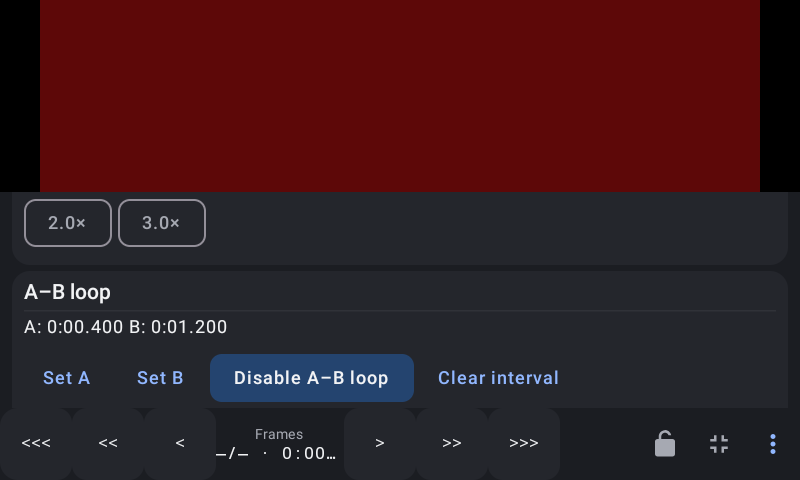 2.0× 3.0×
A–B loop
A: 0:00.400 B: 0:01.200
Set A Set B Disable A–B loop Clear interval
Frames
<<< << < –/– · 0:00… > >> >>>